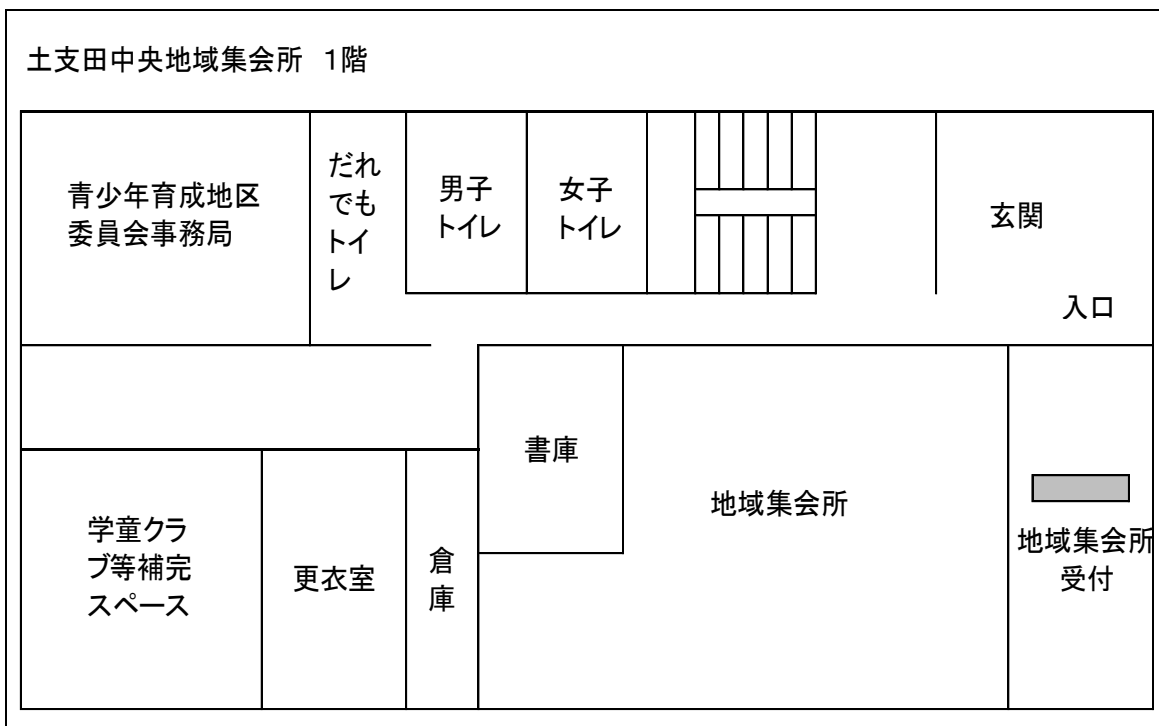 土支田中央地域集会所 1階
青少年育成地区
委員会事務局
だれ
でも
トイ
レ
男子
トイレ
女子
トイレ
玄関
入口
書庫
地域集会所
地域集会所
受付
学童クラ
ブ等補完
スペース
更衣室
倉
庫